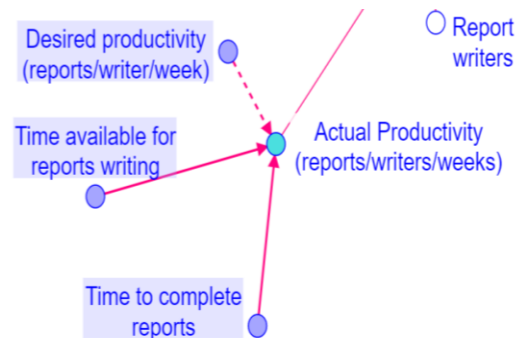 Desired productivity
(reports/writer/week)
Report
writers
Time available for
reports writing
Actual Productivity
(reports/writers/weeks)
Time to complete
reports